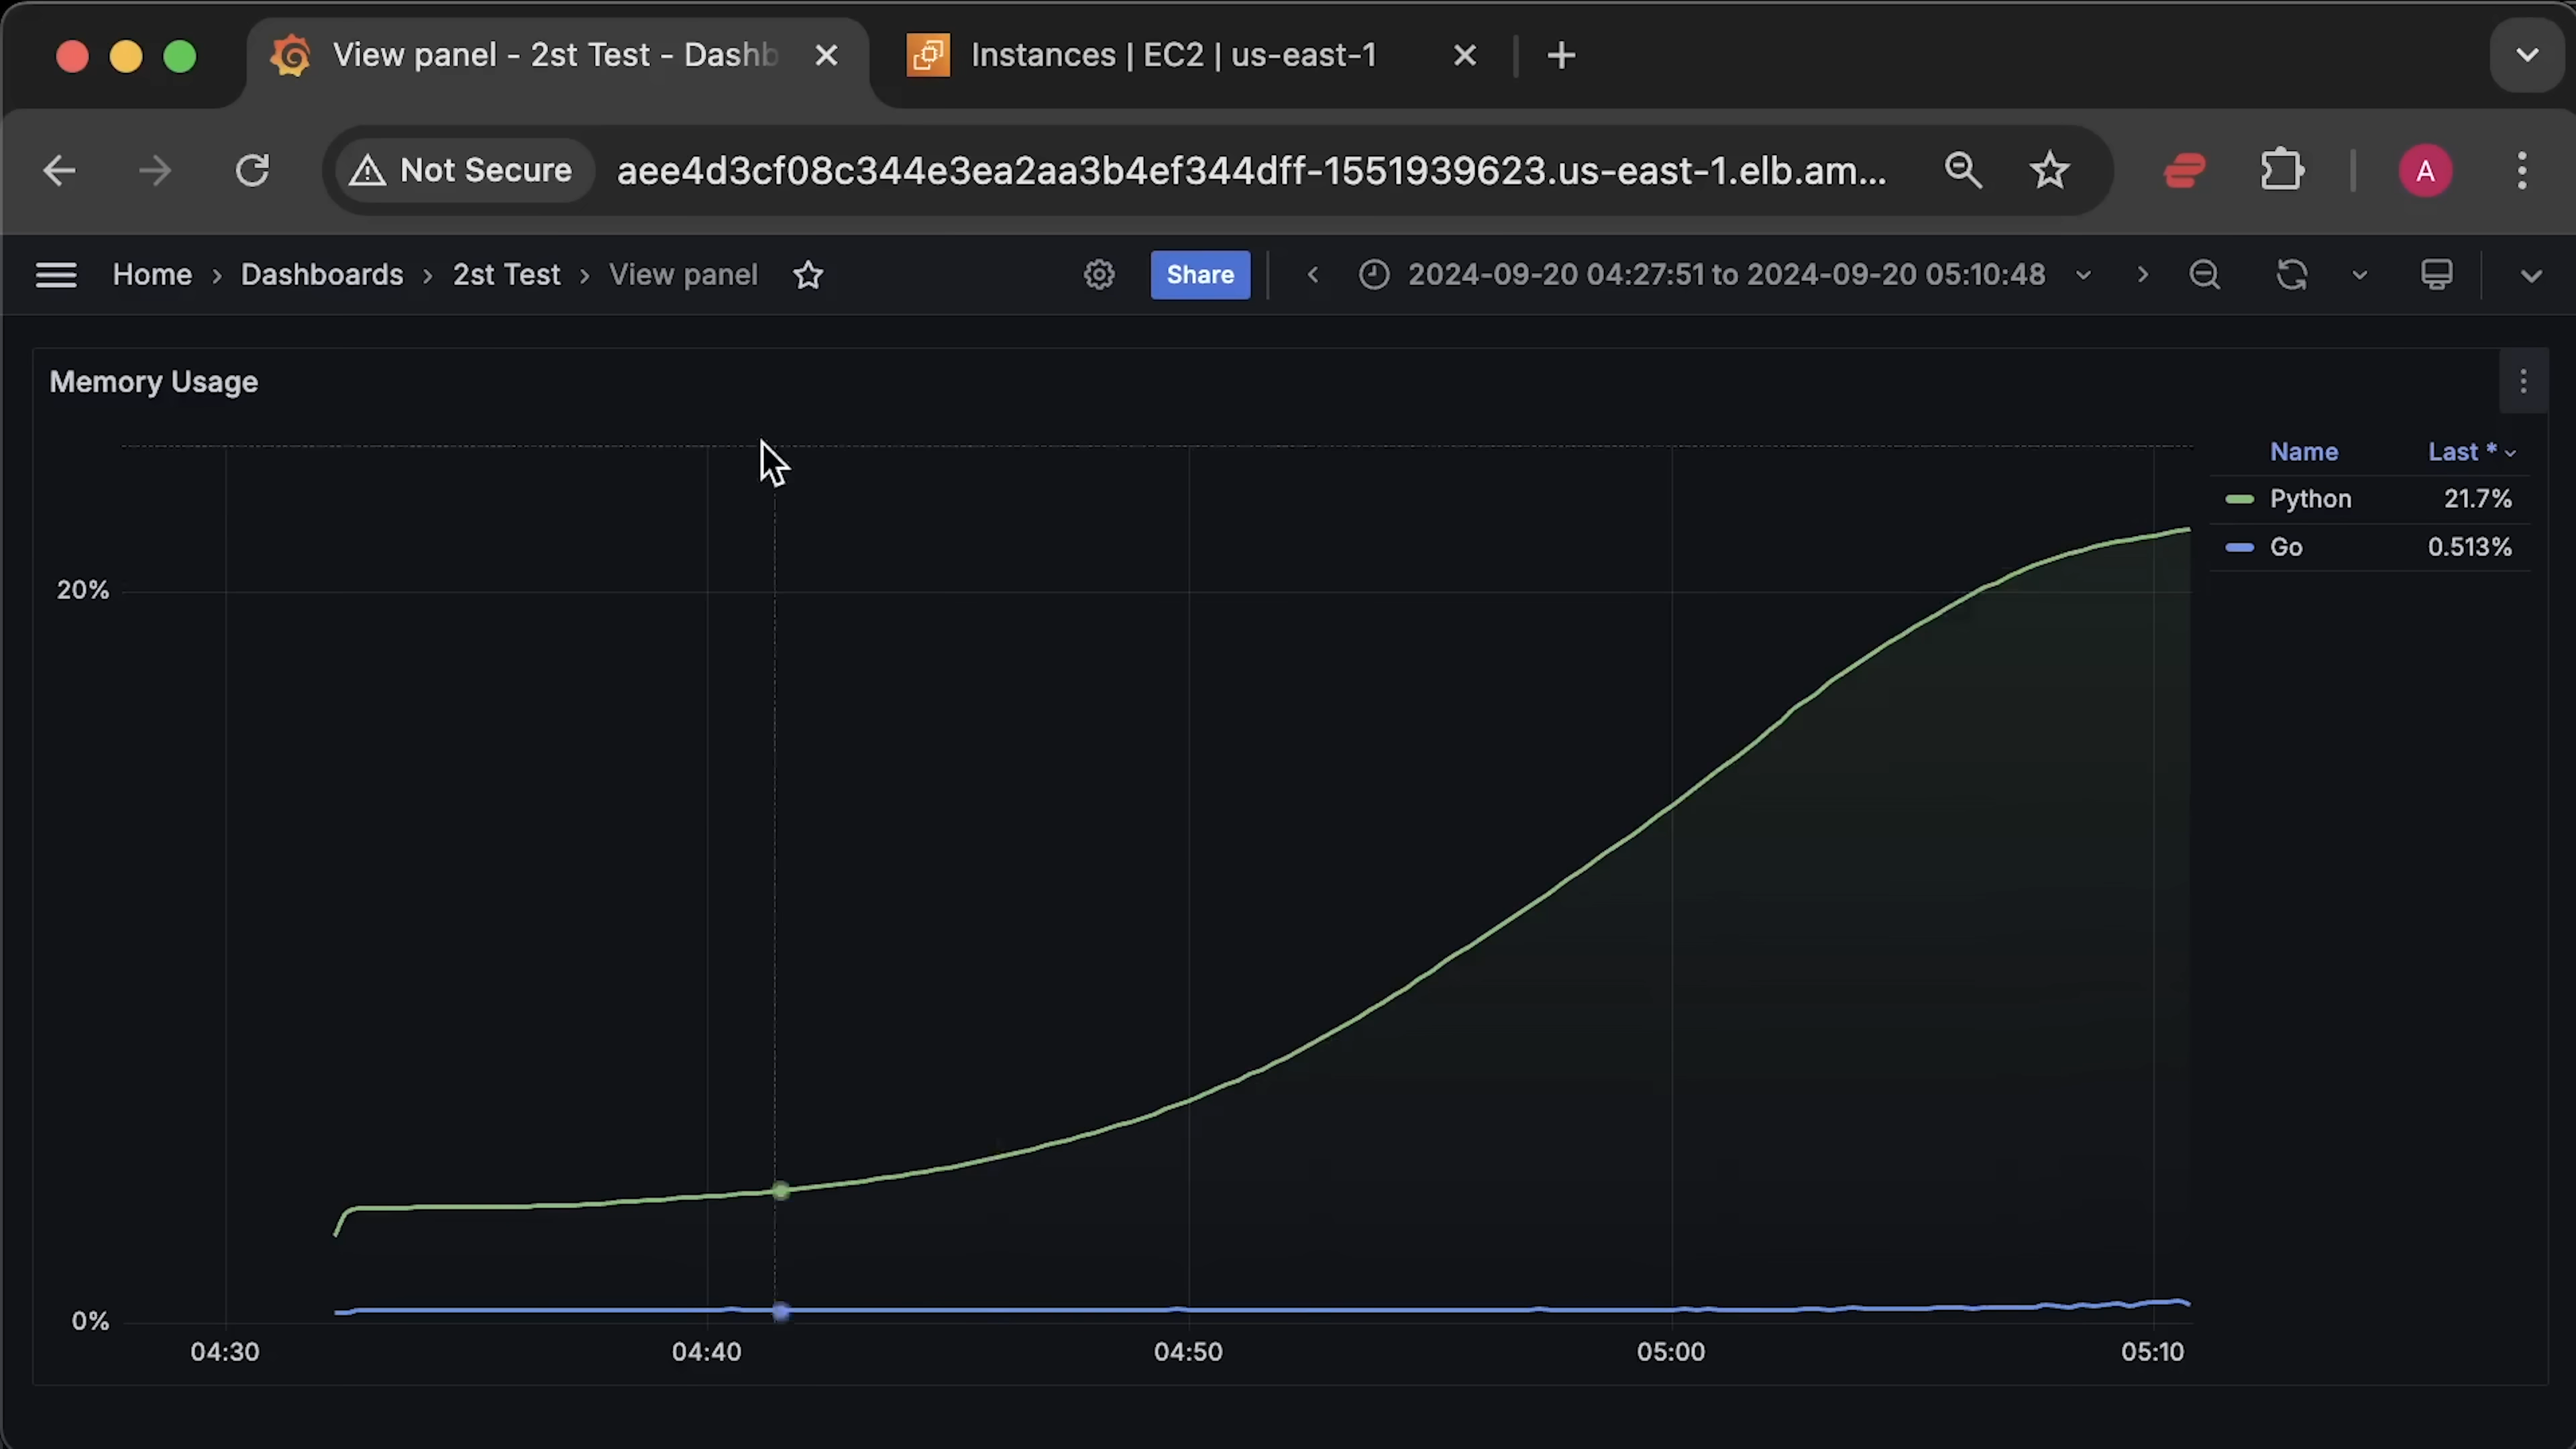 View panel - 2st Test - Dashb
Instances | EC2 | us-east-1
Not Secure
aee4d3cf08c344e3ea2aa3b4ef344dff-1551939623.us-east-1.elb.am...
A
Home › Dashboards › 2st Test › View panel
Share
2024-09-20 04:27:51 to 2024-09-20 05:10:48
Memory Usage
Name Last *
Python 21.7%
Go 0.513%
20%
0%
04:30 04:40 04:50 05:00 05:10